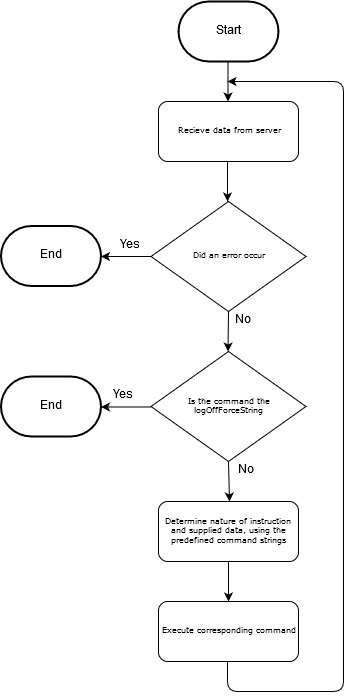 Start
Recieve data from server
Did an error occur
Yes
End
No
Is the command the
logOffForceString
Yes
End
No
Determine nature of instruction
and supplied data, using the
predefined command strings
Execute corresponding command